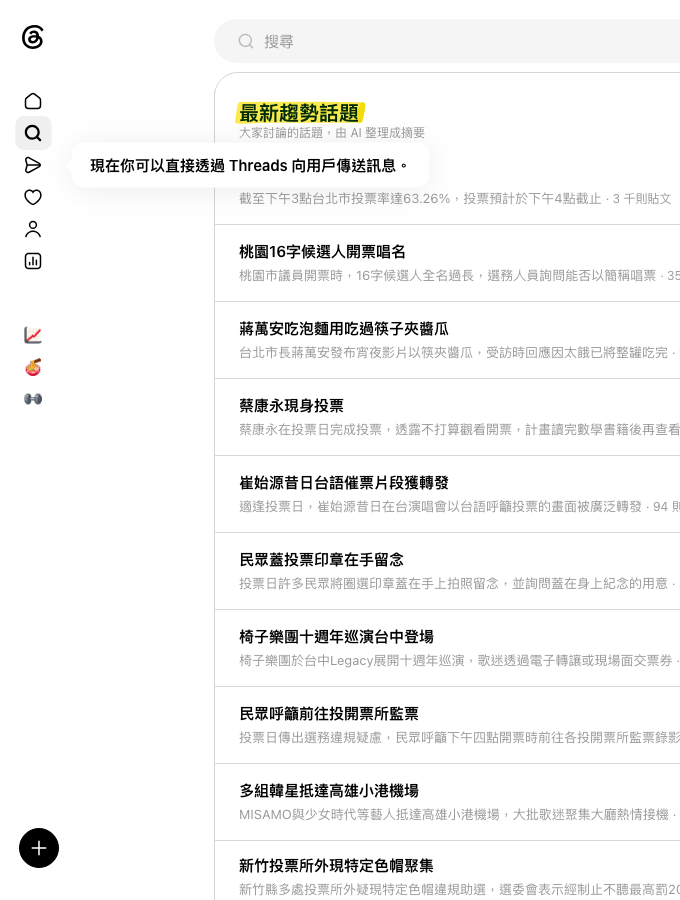 搜尋
最新趨勢話題
大家討論的話題，由 AI 整理成摘要
現在你可以直接透過 Threads 向用戶傳送訊息。
截至下午3點台北市投票率達63.26%，投票預計於下午4點截止 · 3 千則貼文
桃園16字候選人開票唱名
桃園市議員開票時，16字候選人全名過長，選務人員詢問能否以簡稱唱票 · 35
蔣萬安吃泡麵用吃過筷子夾醬瓜
台北市長蔣萬安發布宵夜影片以筷夾醬瓜，受訪時回應因太餓已將整罐吃完 ·
蔡康永現身投票
蔡康永在投票日完成投票，透露不打算觀看開票，計畫讀完數學書籍後再查看
崔始源昔日台語催票片段獲轉發
適逢投票日，崔始源昔日在台演唱會以台語呼籲投票的畫面被廣泛轉發 · 94 則
民眾蓋投票印章在手留念
投票日許多民眾將圈選印章蓋在手上拍照留念，並詢問蓋在身上紀念的用意 ·
椅子樂團十週年巡演台中登場
椅子樂團於台中Legacy展開十週年巡演，歌迷透過電子轉讓或現場面交票券 ·
民眾呼籲前往投開票所監票
投票日傳出選務違規疑慮，民眾呼籲下午四點開票時前往各投開票所監票錄影
多組韓星抵達高雄小港機場
MISAMO與少女時代等藝人抵達高雄小港機場，大批歌迷聚集大廳熱情接機 ·
新竹投票所外現特定色帽聚集
新竹縣多處投票所外疑現特定色帽違規助選，選委會表示經制止不聽最高罰20